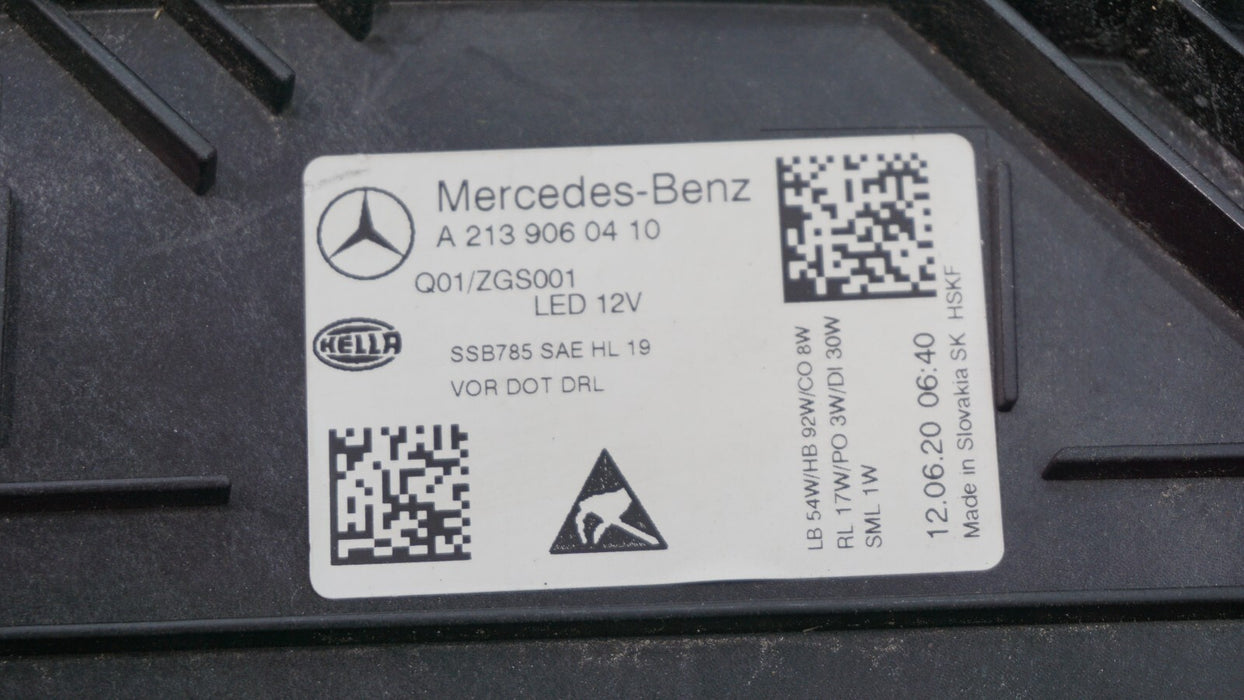 Mercedes-Benz
A 213 906 04 10
Q01/ZGS001
LED 12V
HELLA
SSB785 SAE HL 19
VOR DOT DRL
LB 54W/HB 92W/CO 8W
RL 17W/PO 3W/DI 30W
SML 1W
12.06.20 06:40
Made in Slovakia SK HSKF